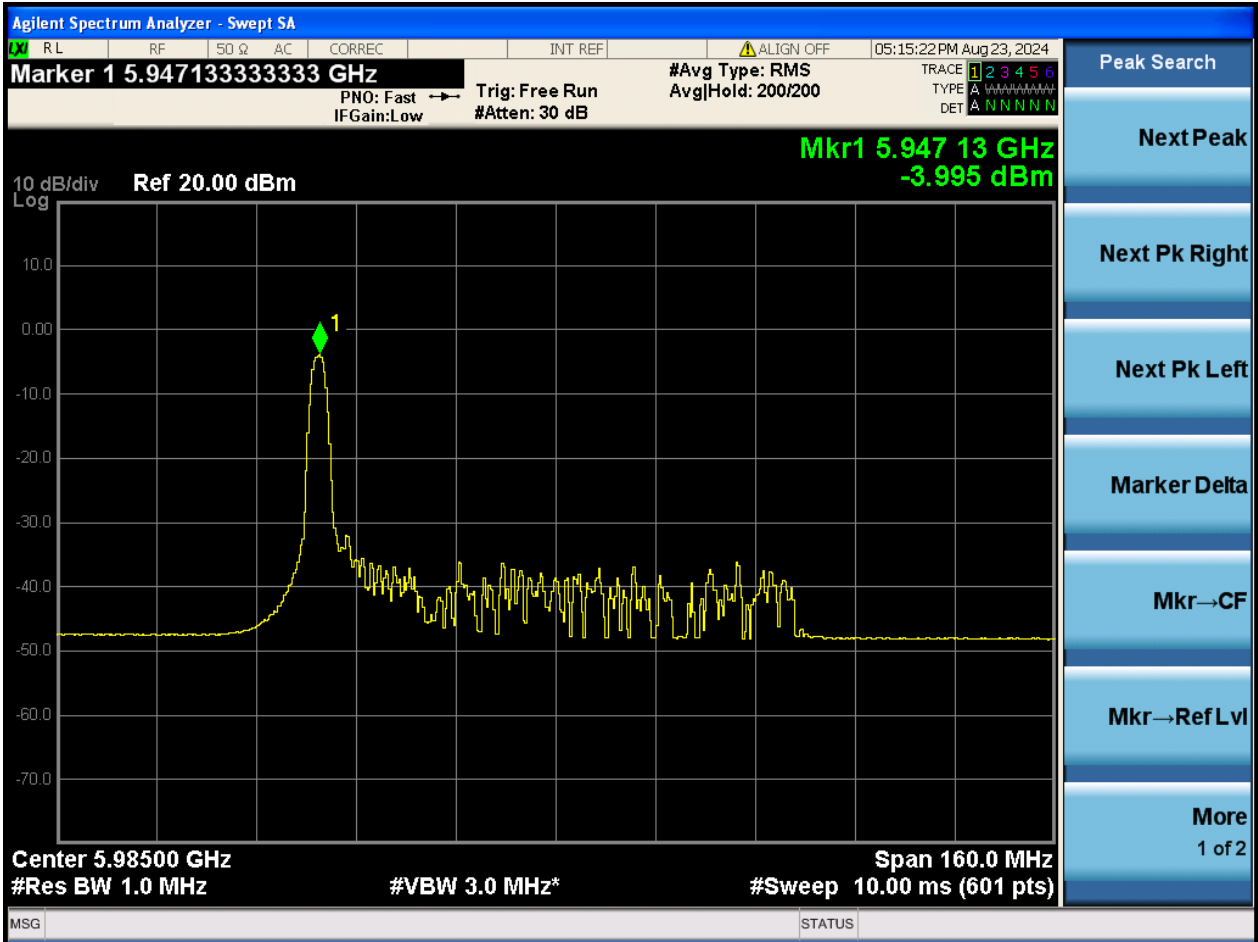 Agilent Spectrum Analyzer - Swept SA
LXI RL RF 50 Ω AC CORREC INT REF ALIGN OFF 05:15:22 PM Aug 23, 2024
Marker 1 5.947133333333 GHz
PNO: Fast
IFGain:Low
Trig: Free Run
#Atten: 30 dB
#Avg Type: RMS
Avg|Hold: 200/200
TRACE 1 2 3 4 5 6
TYPE A
DET A N N N N N
Mkr1 5.947 13 GHz
-3.995 dBm
10 dB/div Ref 20.00 dBm
Log
10.0
0.00
1
-10.0
-20.0
-30.0
-40.0
-50.0
-60.0
-70.0
Center 5.98500 GHz Span 160.0 MHz
#Res BW 1.0 MHz #VBW 3.0 MHz* #Sweep 10.00 ms (601 pts)
MSG STATUS
Peak Search
Next Peak
Next Pk Right
Next Pk Left
Marker Delta
Mkr→CF
Mkr→Ref Lvl
More
1 of 2